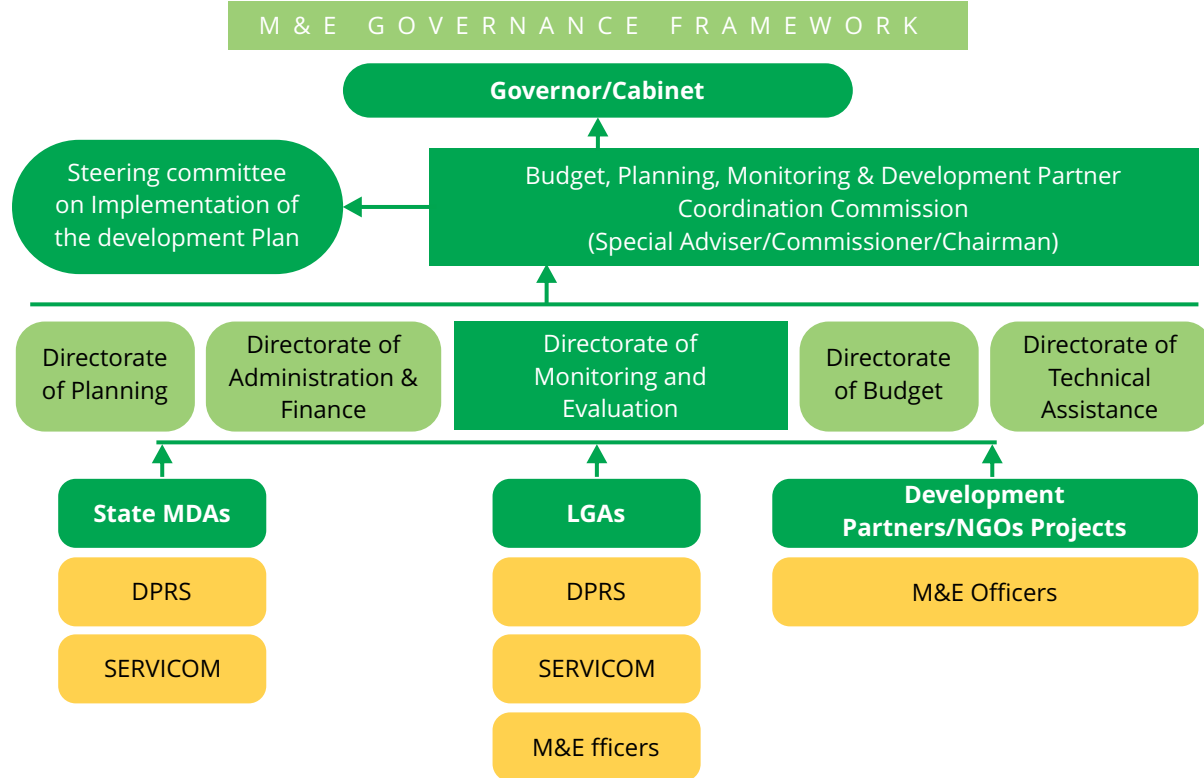 M&E GOVERNANCE FRAMEWORK
Governor/Cabinet
Steering committee
on Implementation of
the development Plan
Budget, Planning, Monitoring & Development Partner
Coordination Commission
(Special Adviser/Commissioner/Chairman)
Directorate
of Planning
Directorate of
Administration &
Finance
Directorate of
Monitoring and
Evaluation
Directorate
of Budget
Directorate of
Technical
Assistance
State MDAs
DPRS
SERVICOM
LGAs
DPRS
SERVICOM
M&E fficers
Development
Partners/NGOs Projects
M&E Officers